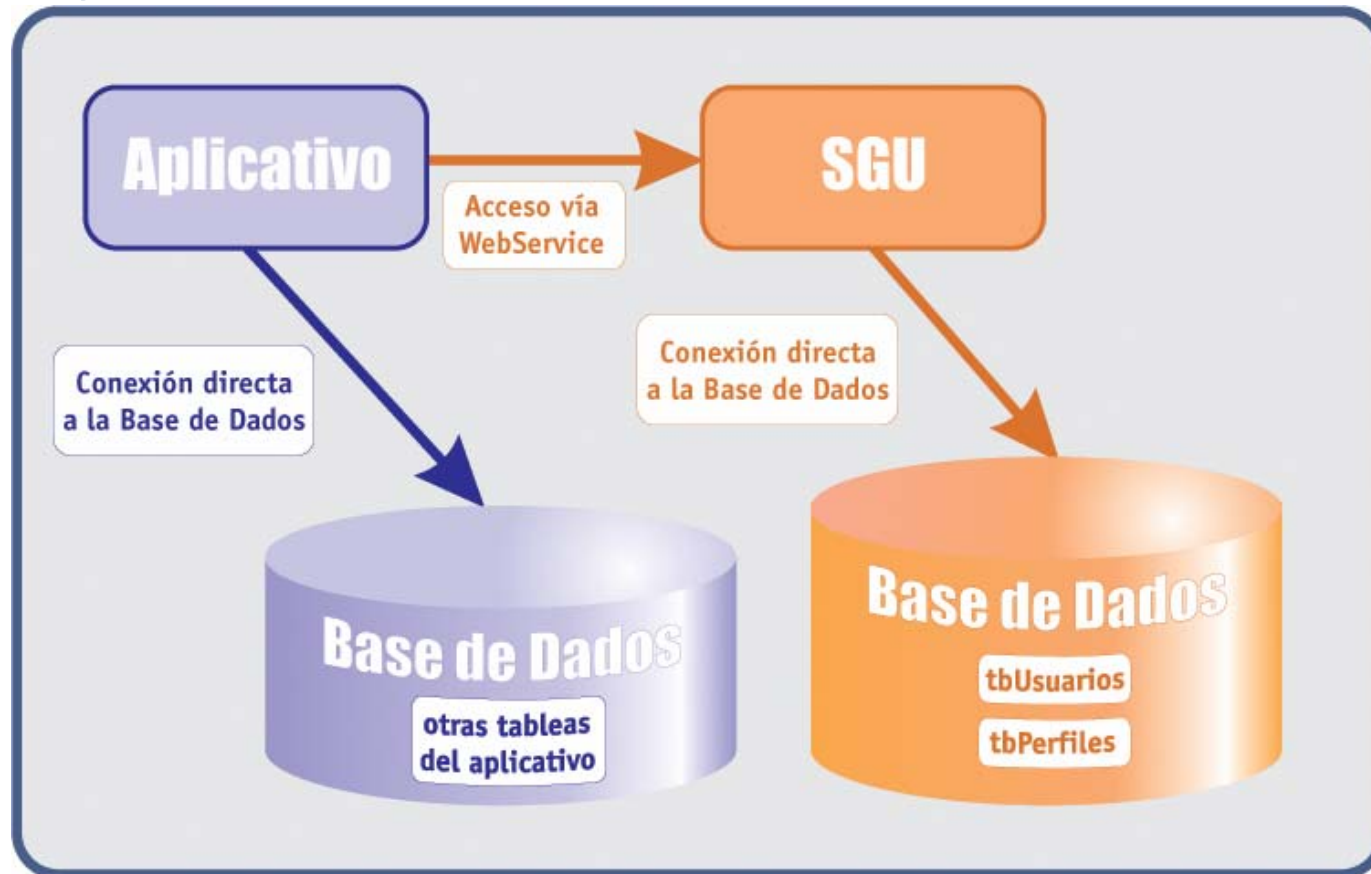 Aplicativo
SGU
Acceso vía
WebService
Conexión directa
a la Base de Dados
Conexión directa
a la Base de Dados
Base de Dados
otras tableas
del aplicativo
Base de Dados
tbUsuarios
tbPerfiles